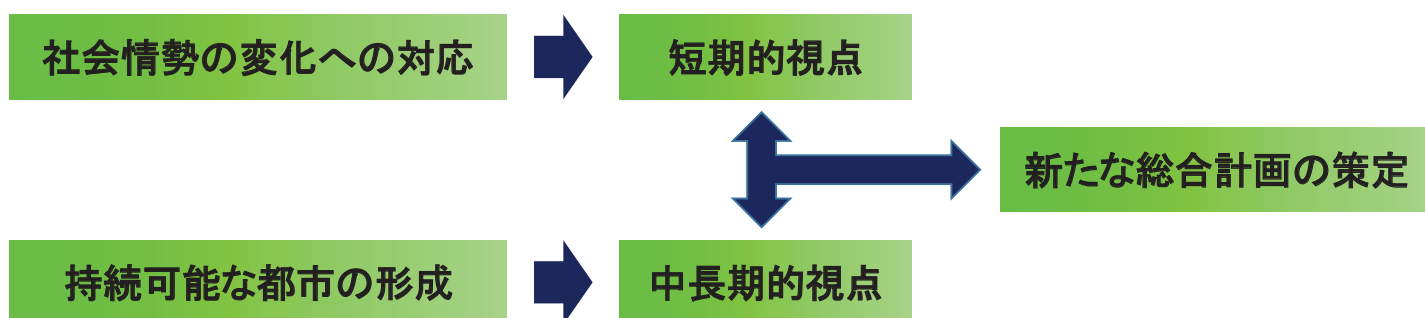 社会情勢の変化への対応
短期的視点
新たな総合計画の策定
持続可能な都市の形成
中長期的視点